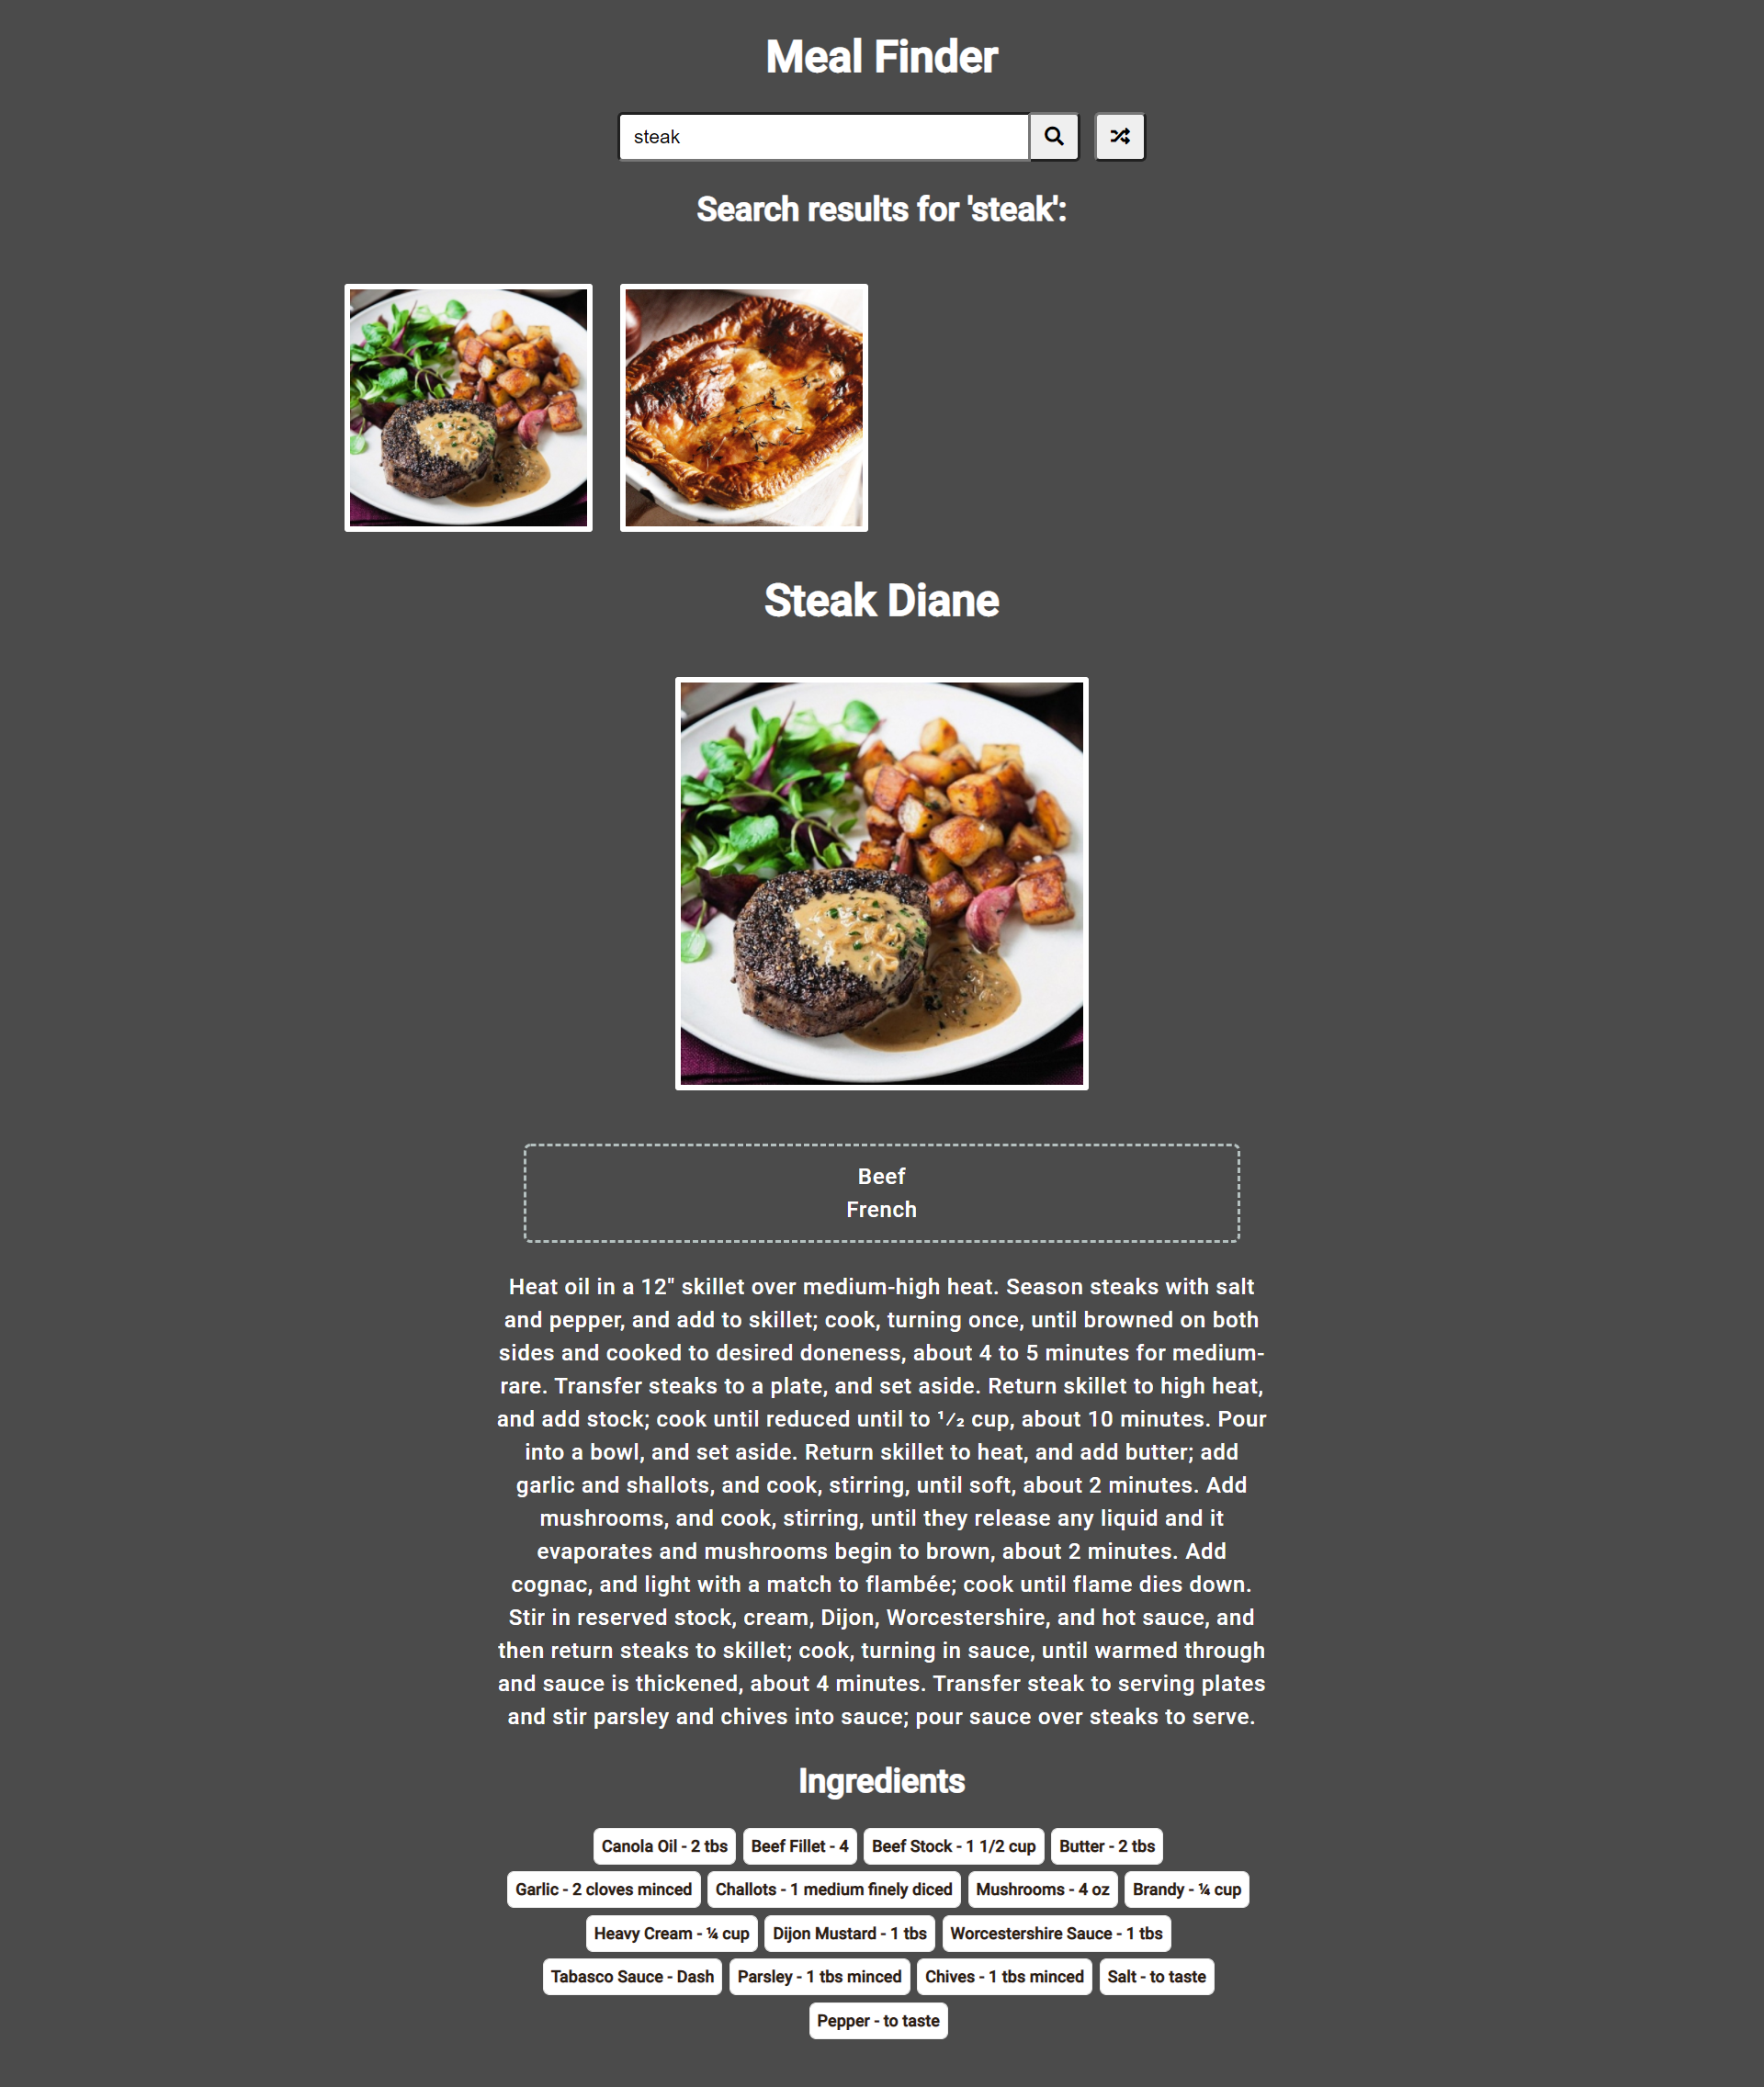 Meal Finder
steak
Search results for 'steak':
Steak Diane
Beef
French
Heat oil in a 12" skillet over medium-high heat. Season steaks with salt
and pepper, and add to skillet; cook, turning once, until browned on both
sides and cooked to desired doneness, about 4 to 5 minutes for medium-
rare. Transfer steaks to a plate, and set aside. Return skillet to high heat,
and add stock; cook until reduced until to ¹⁄₂ cup, about 10 minutes. Pour
into a bowl, and set aside. Return skillet to heat, and add butter; add
garlic and shallots, and cook, stirring, until soft, about 2 minutes. Add
mushrooms, and cook, stirring, until they release any liquid and it
evaporates and mushrooms begin to brown, about 2 minutes. Add
cognac, and light with a match to flambée; cook until flame dies down.
Stir in reserved stock, cream, Dijon, Worcestershire, and hot sauce, and
then return steaks to skillet; cook, turning in sauce, until warmed through
and sauce is thickened, about 4 minutes. Transfer steak to serving plates
and stir parsley and chives into sauce; pour sauce over steaks to serve.
Ingredients
Canola Oil - 2 tbs Beef Fillet - 4 Beef Stock - 1 1/2 cup Butter - 2 tbs
Garlic - 2 cloves minced Challots - 1 medium finely diced Mushrooms - 4 oz Brandy - ¼ cup
Heavy Cream - ¼ cup Dijon Mustard - 1 tbs Worcestershire Sauce - 1 tbs
Tabasco Sauce - Dash Parsley - 1 tbs minced Chives - 1 tbs minced Salt - to taste
Pepper - to taste